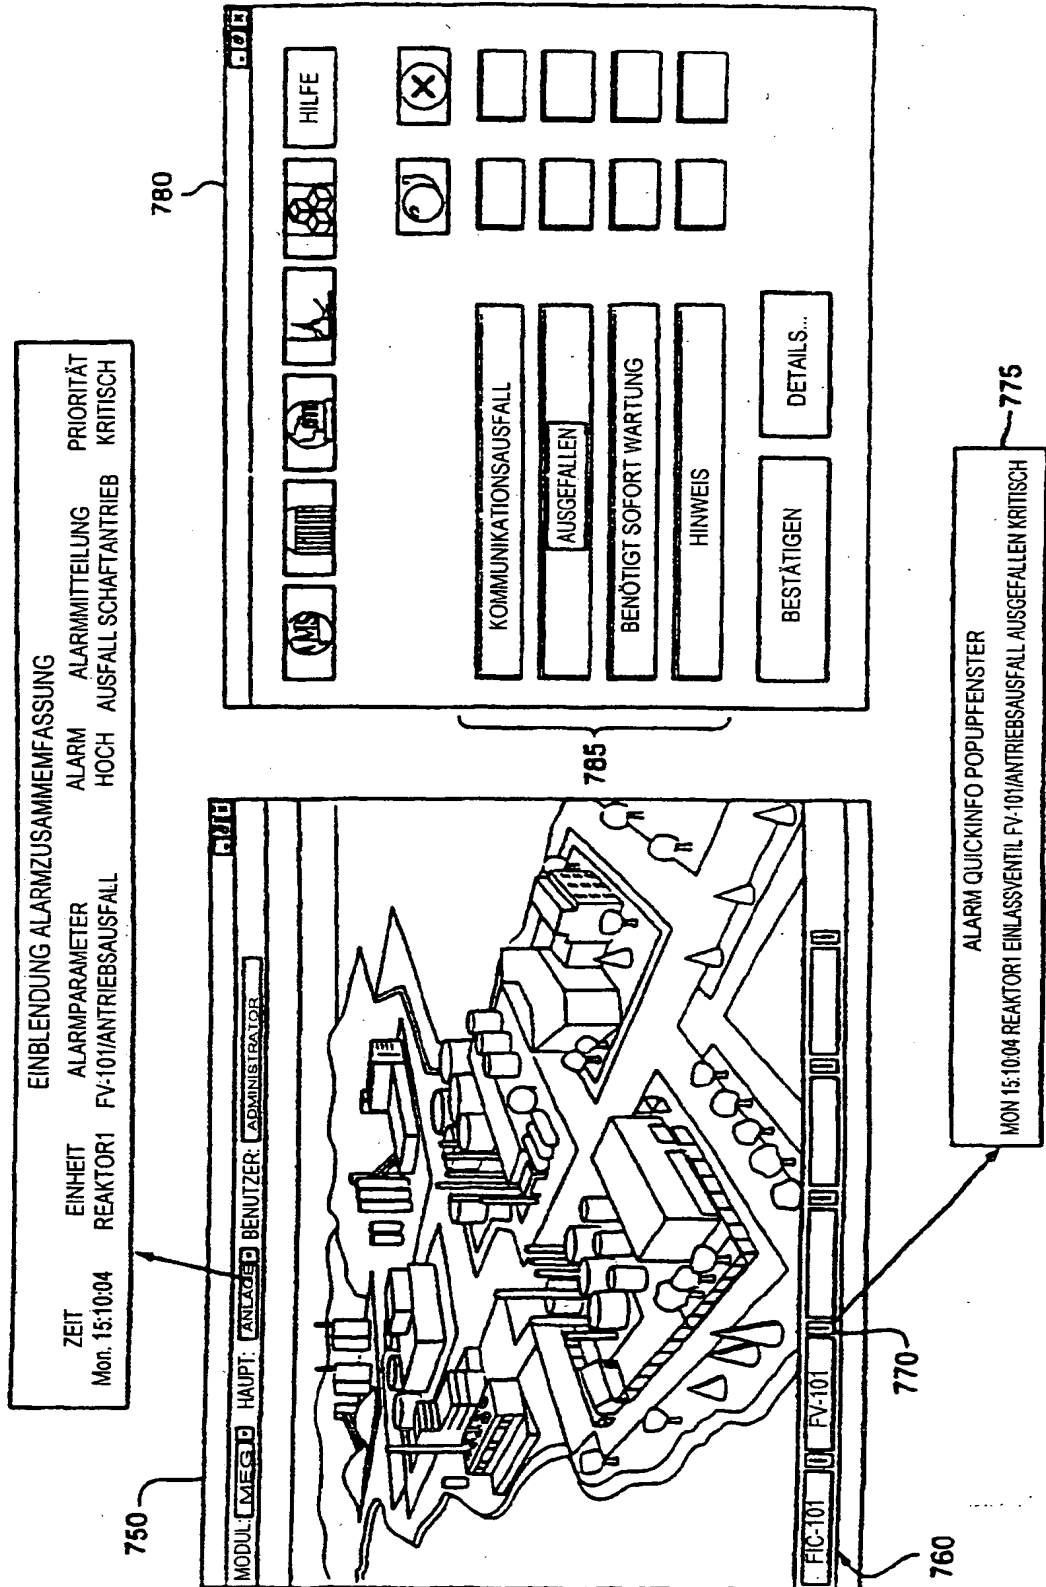 EINBLENDUNG ALARMZUSAMMEMFASSUNG
ZEIT EINHEIT ALARMPARAMETER ALARM ALARMMITTEILUNG PRIORITÄT
Mon. 15:10:04 REAKTOR1 FV-101/ANTRIEBSAUSFALL HOCH AUSFALL SCHAFTANTRIEB KRITISCH
750
MODUL: MEG HAUPT: ANLAGE BENUTZER: ADMINISTRATOR
FIC-101 FV-101
760
770
780
AMS HILFE
KOMMUNIKATIONSAUSFALL
AUSGEFALLEN
BENÖTIGT SOFORT WARTUNG
HINWEIS
BESTÄTIGEN DETAILS...
785
ALARM QUICKINFO POPUPFENSTER
MON 15:10:04 REAKTOR1 EINLASSVENTIL FV-101/ANTRIEBSAUSFALL AUSGEFALLEN KRITISCH
775